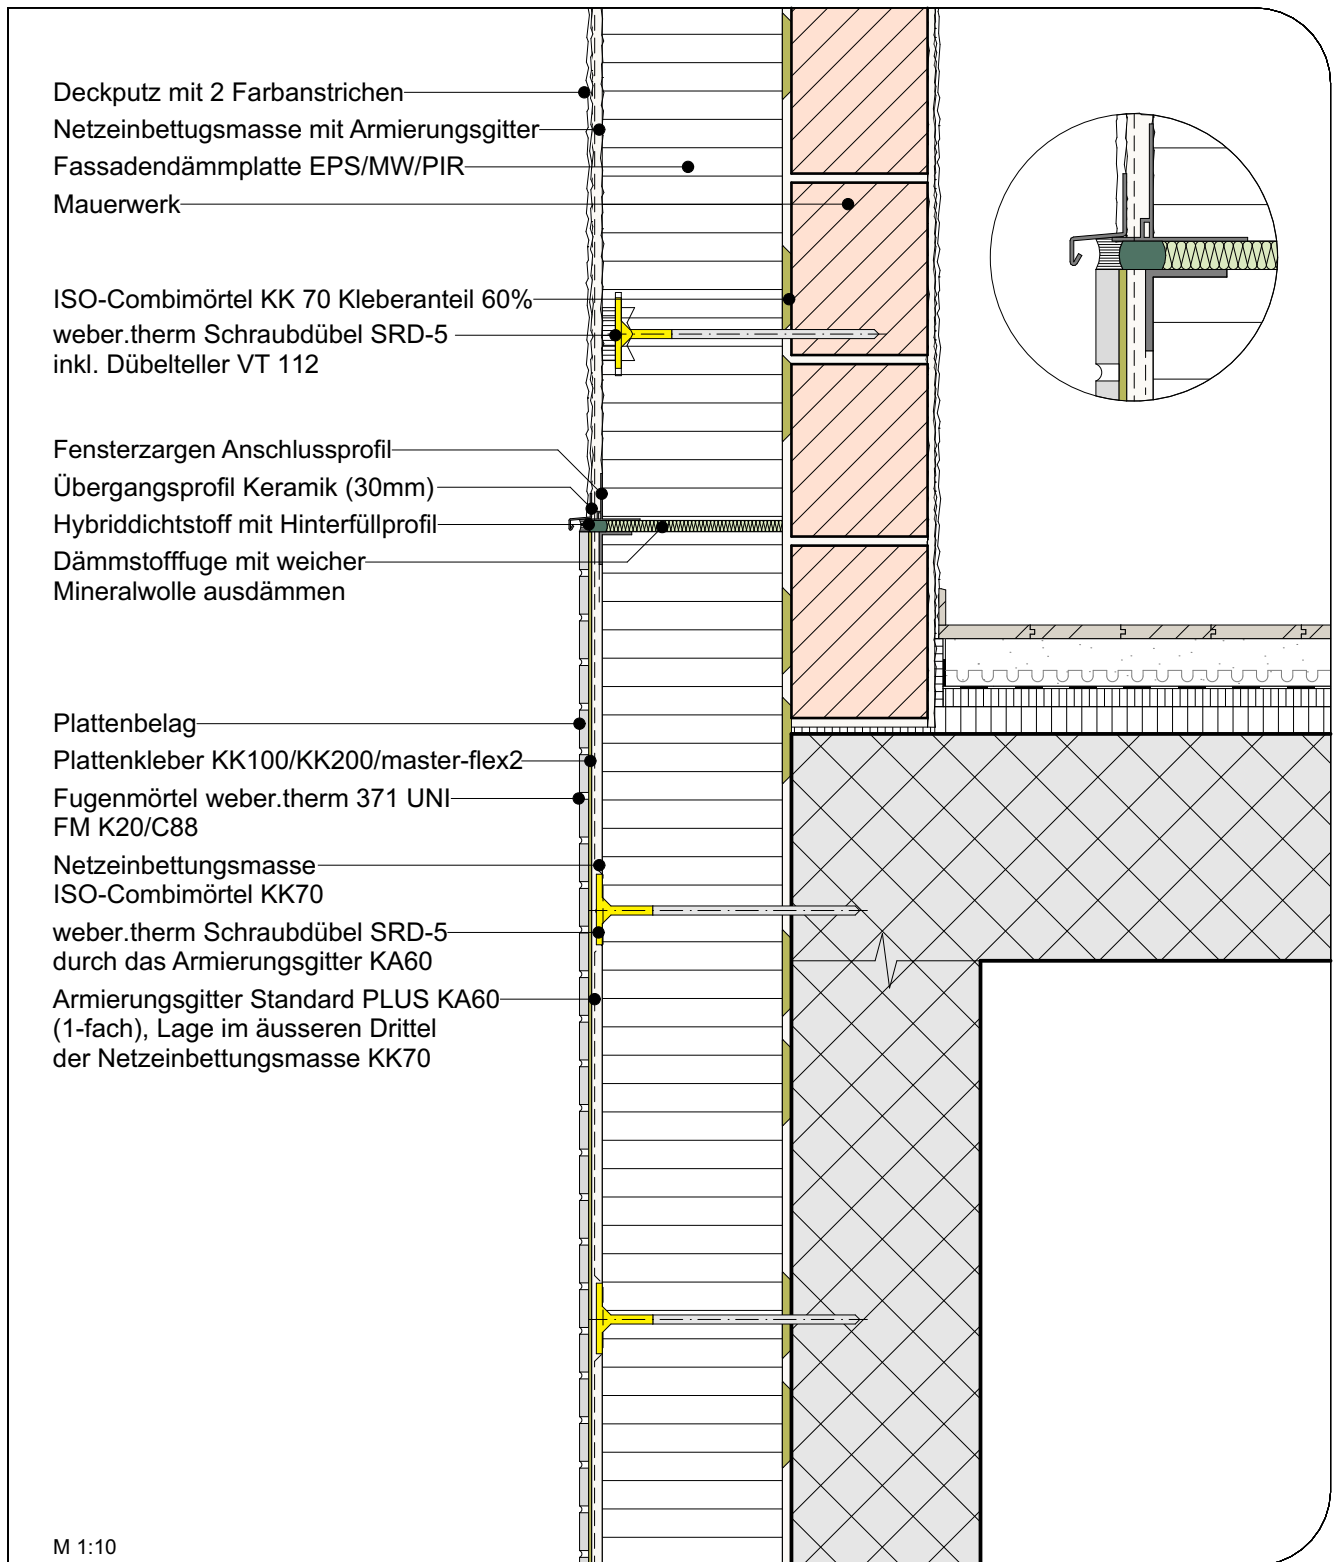 Deckputz mit 2 Farbanstrichen
Netzeinbettugsmasse mit Armierungsgitter
Fassadendämmplatte EPS/MW/PIR
Mauerwerk
ISO-Combimörtel KK 70 Kleberanteil 60%
weber.therm Schraubdübel SRD-5
inkl. Dübelteller VT 112
Fensterzargen Anschlussprofil
Übergangsprofil Keramik (30mm)
Hybriddichtstoff mit Hinterfüllprofil
Dämmstofffuge mit weicher
Mineralwolle ausdämmen
Plattenbelag
Plattenkleber KK100/KK200/master-flex2
Fugenmörtel weber.therm 371 UNI
FM K20/C88
Netzeinbettungsmasse
ISO-Combimörtel KK70
weber.therm Schraubdübel SRD-5
durch das Armierungsgitter KA60
Armierungsgitter Standard PLUS KA60
(1-fach), Lage im äusseren Drittel
der Netzeinbettungsmasse KK70
M 1:10